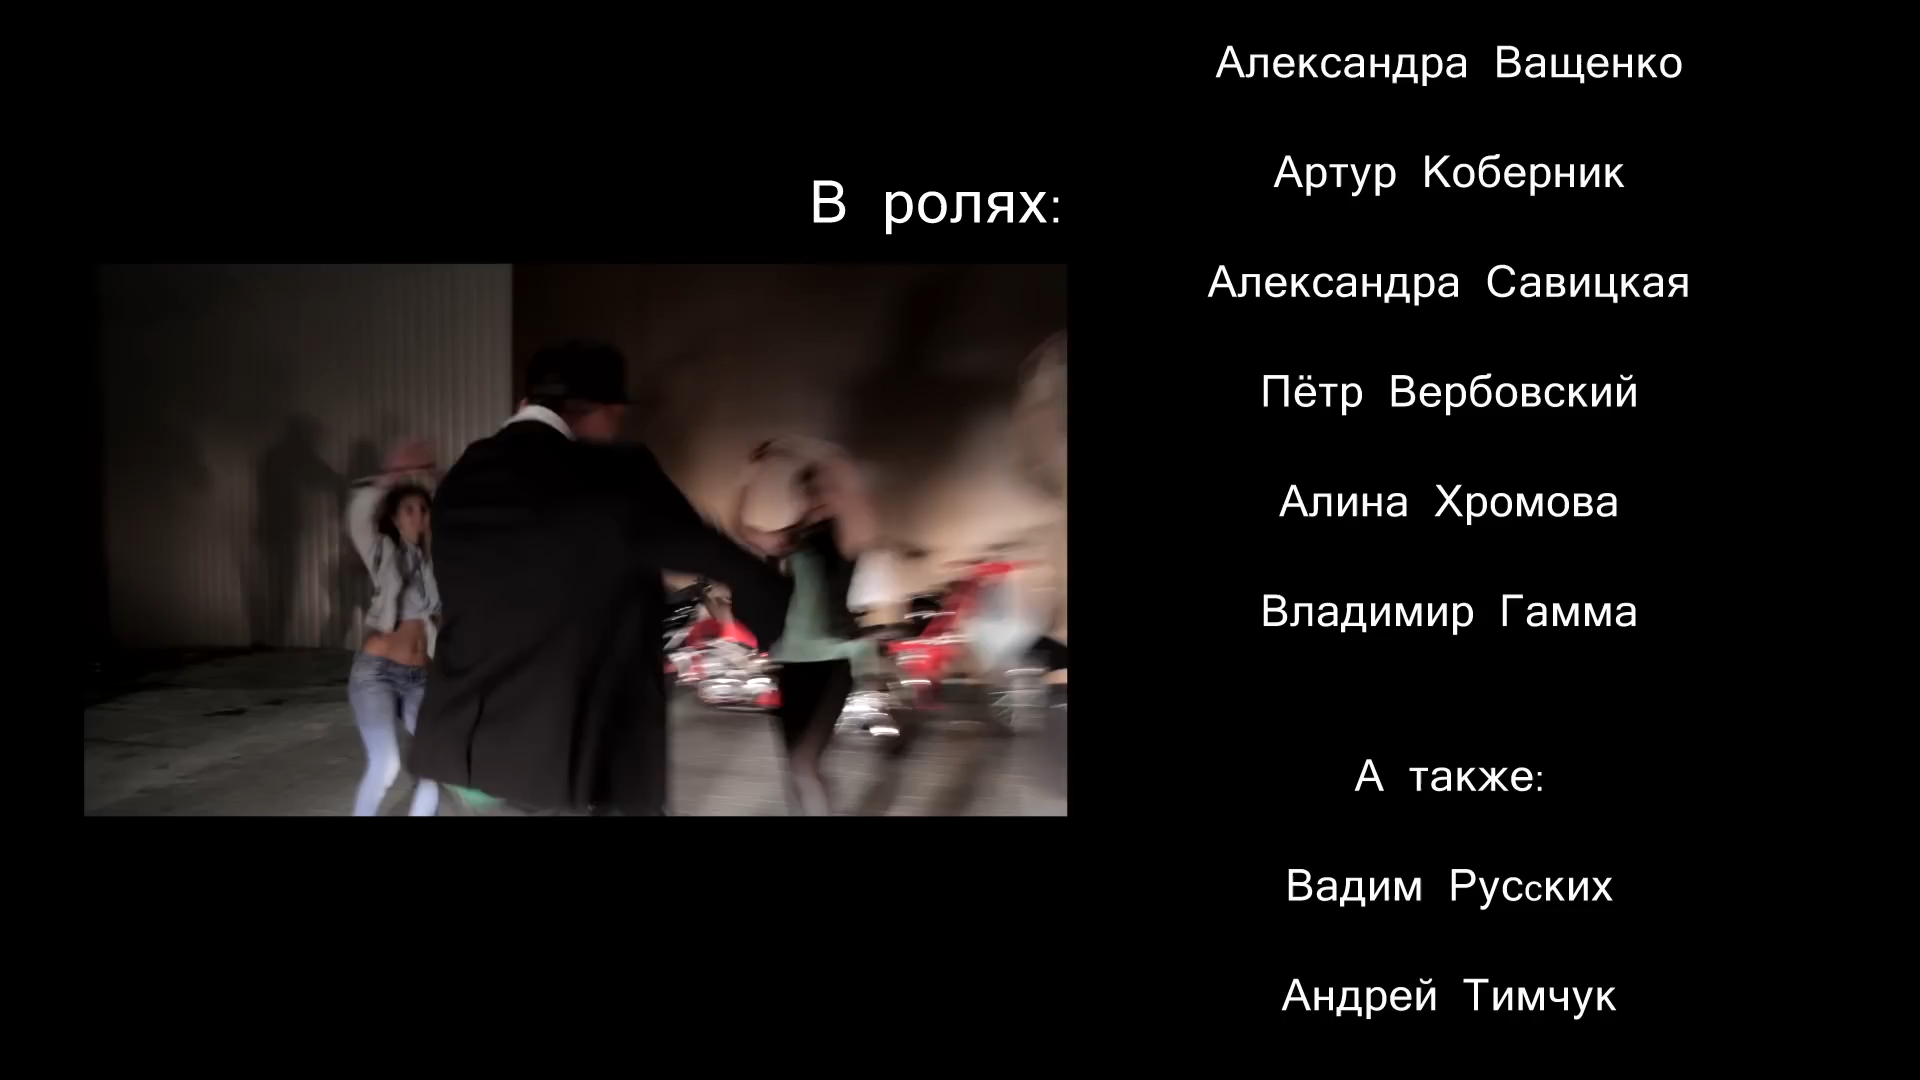 В ролях:
Александра Ващенко
Артур Коберник
Александра Савицкая
Пётр Вербовский
Алина Хромова
Владимир Гамма
А также:
Вадим Русских
Андрей Тимчук